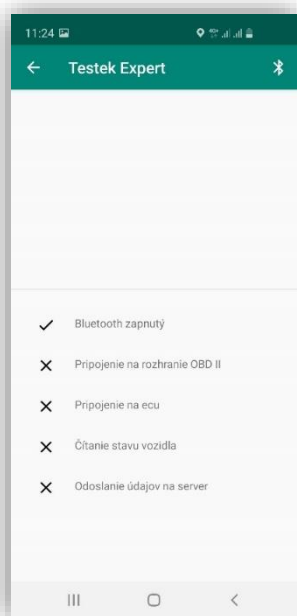 11:24
Testek Expert
Bluetooth zapnutý
Pripojenie na rozhranie OBD II
Pripojenie na ecu
Čítanie stavu vozidla
Odoslanie údajov na server